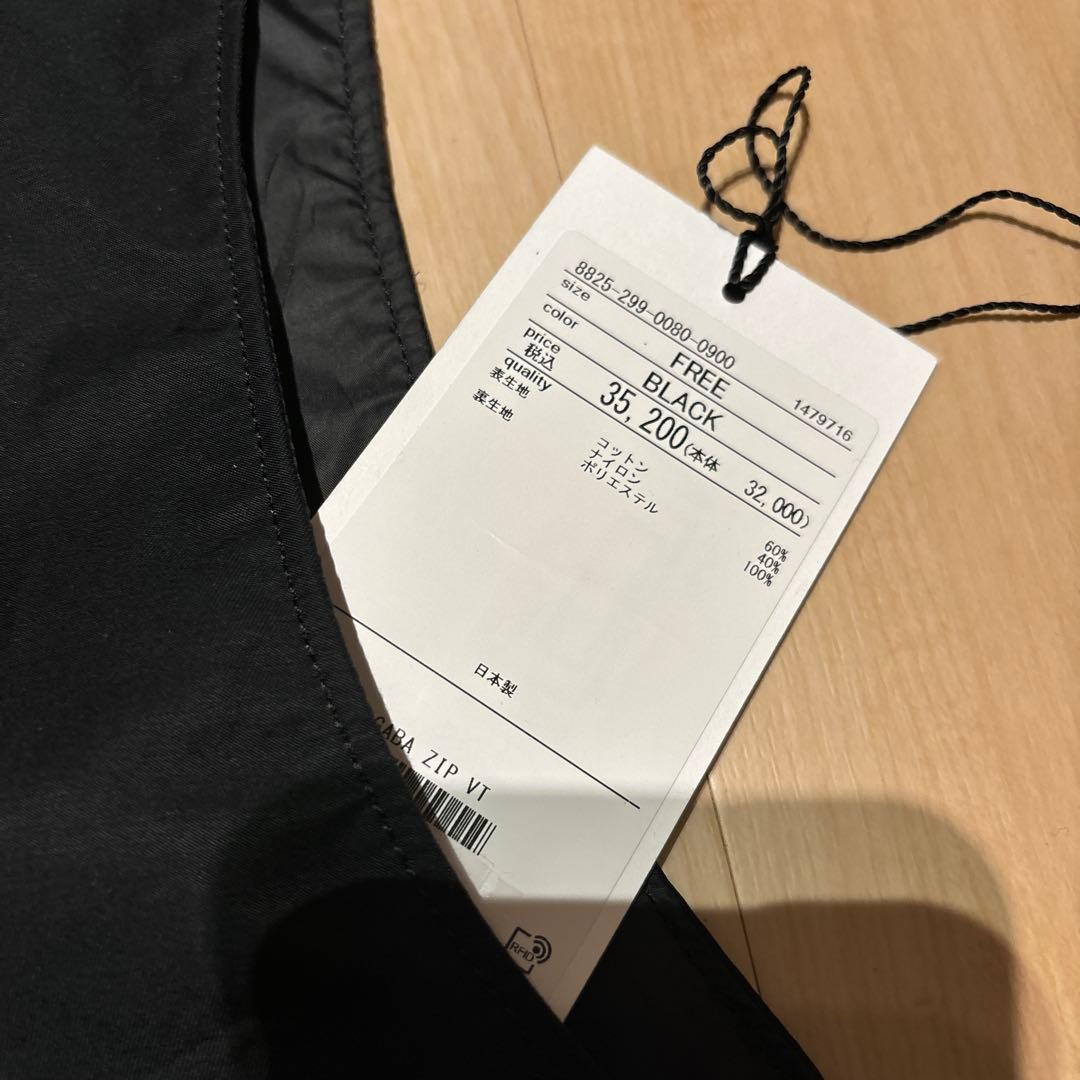 8825-299-0080-0900
size FREE 1479716
color BLACK
price 35,200(本体 32,000)
税込
quality
表生地 コットン 60%
ナイロン 40%
裏生地 ポリエステル 100%
日本製
GABA ZIP VT
RFID